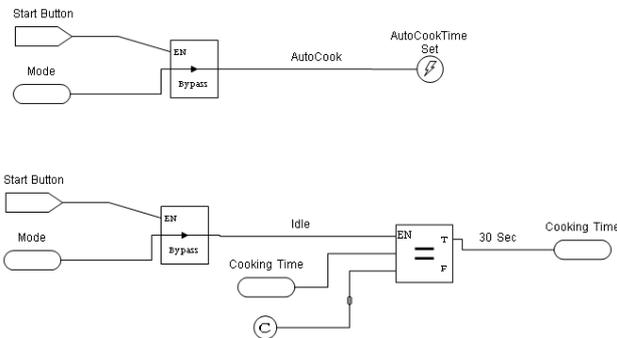 Start Button
EN
Mode
Bypass
AutoCook
AutoCookTime
Set
Start Button
EN
Mode
Bypass
Idle
Cooking Time
EN
T
F
=
0
C
30 Sec
Cooking Time